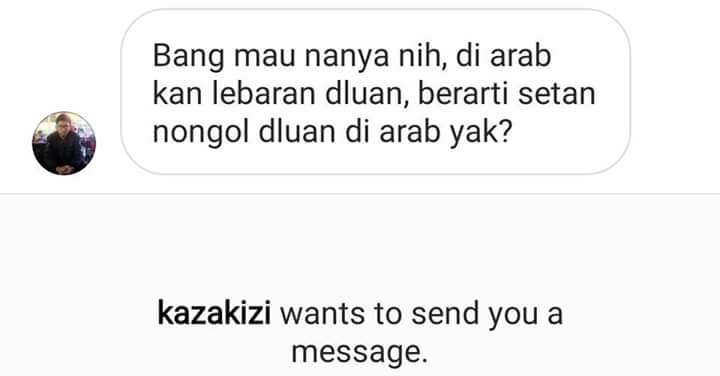 Bang mau nanya nih, di arab
kan lebaran dluan, berarti setan
nongol dluan di arab yak?
kazakizi wants to send you a
message.